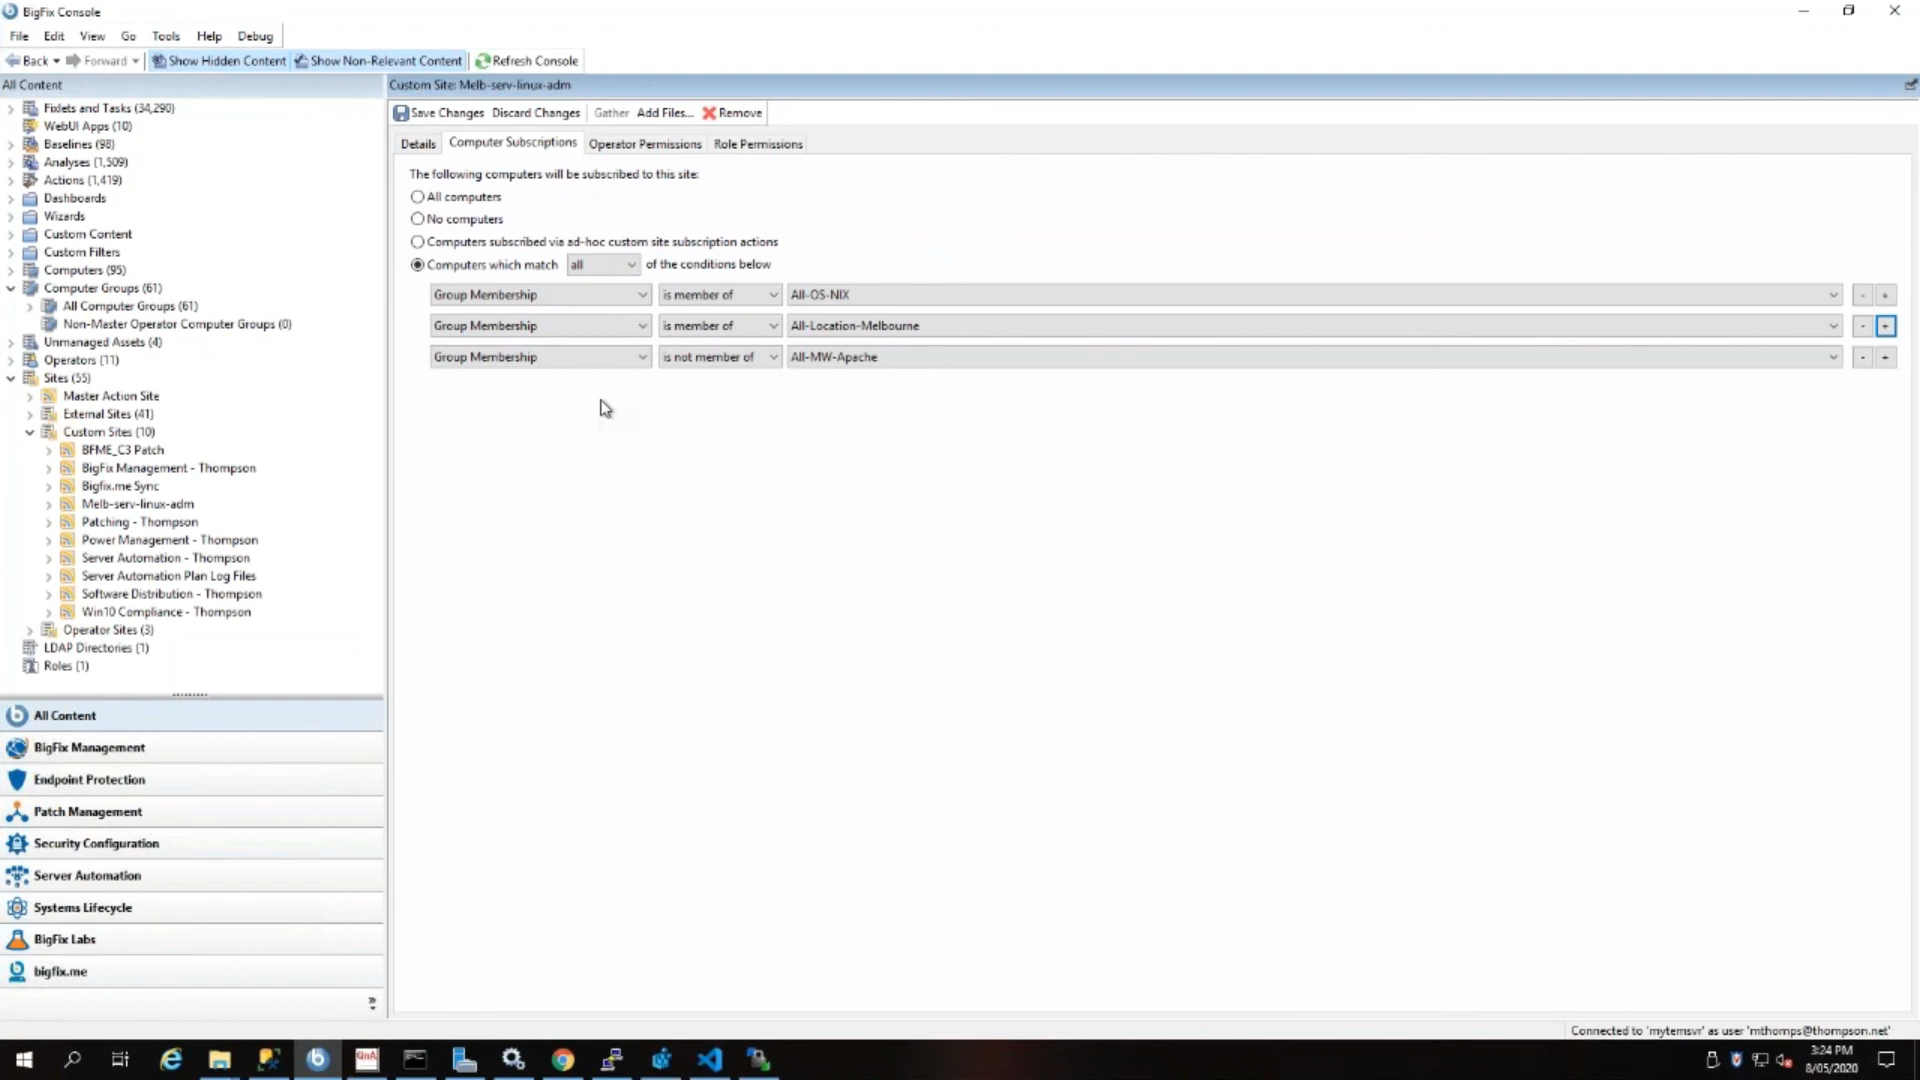 BigFix Console
File Edit View Go Tools Help Debug
Back Forward Show Hidden Content Show Non-Relevant Content Refresh Console
All Content
Fixlets and Tasks (34,290)
WebUI Apps (10)
Baselines (98)
Analyses (1,509)
Actions (1,419)
Dashboards
Wizards
Custom Content
Custom Filters
Computers (95)
Computer Groups (61)
All Computer Groups (61)
Non-Master Operator Computer Groups (0)
Unmanaged Assets (4)
Operators (11)
Sites (55)
Master Action Site
External Sites (41)
Custom Sites (10)
BFME_C3 Patch
BigFix Management - Thompson
Bigfix.me Sync
Melb-serv-linux-adm
Patching - Thompson
Power Management - Thompson
Server Automation - Thompson
Server Automation Plan Log Files
Software Distribution - Thompson
Win10 Compliance - Thompson
Operator Sites (3)
LDAP Directories (1)
Roles (1)
All Content
BigFix Management
Endpoint Protection
Patch Management
Security Configuration
Server Automation
Systems Lifecycle
BigFix Labs
bigfix.me
Custom Site: Melb-serv-linux-adm
Save Changes Discard Changes Gather Add Files... Remove
Details Computer Subscriptions Operator Permissions Role Permissions
The following computers will be subscribed to this site:
All computers
No computers
Computers subscribed via ad-hoc custom site subscription actions
Computers which match all of the conditions below
Group Membership is member of All-OS-NIX - +
Group Membership is member of All-Location-Melbourne - +
Group Membership is not member of All-MW-Apache - +
Connected to 'mytemsvr' as user 'mthomps@thompson.net'
QnA
3:24 PM
8/05/2020